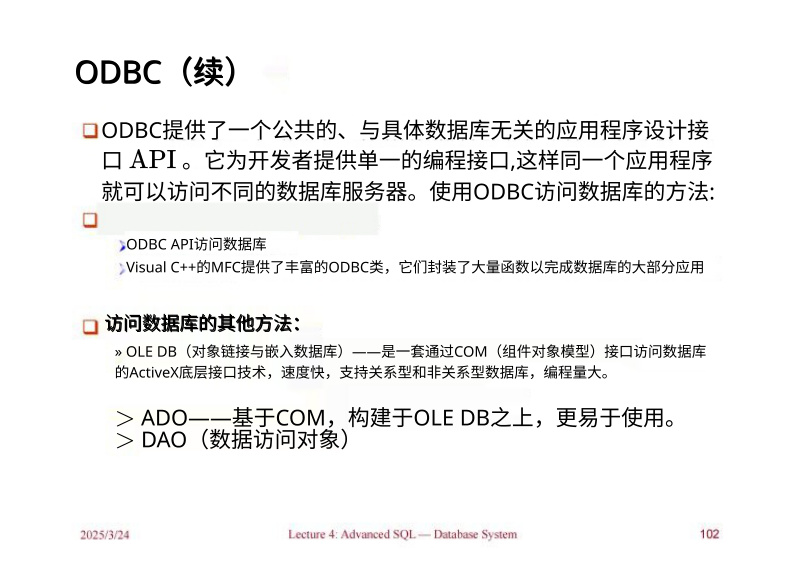 ODBC（续）
❑ODBC提供了一个公共的、与具体数据库无关的应用程序设计接
口 API 。它为开发者提供单一的编程接口,这样同一个应用程序
就可以访问不同的数据库服务器。使用ODBC访问数据库的方法:
❑
ODBC API访问数据库
Visual C++的MFC提供了丰富的ODBC类，它们封装了大量函数以完成数据库的大部分应用
❑ 访问数据库的其他方法：
» OLE DB（对象链接与嵌入数据库）——是一套通过COM（组件对象模型）接口访问数据库
的ActiveX底层接口技术，速度快，支持关系型和非关系型数据库，编程量大。
> ADO——基于COM，构建于OLE DB之上，更易于使用。
> DAO（数据访问对象）
2025/3/24 Lecture 4: Advanced SQL — Database System 102